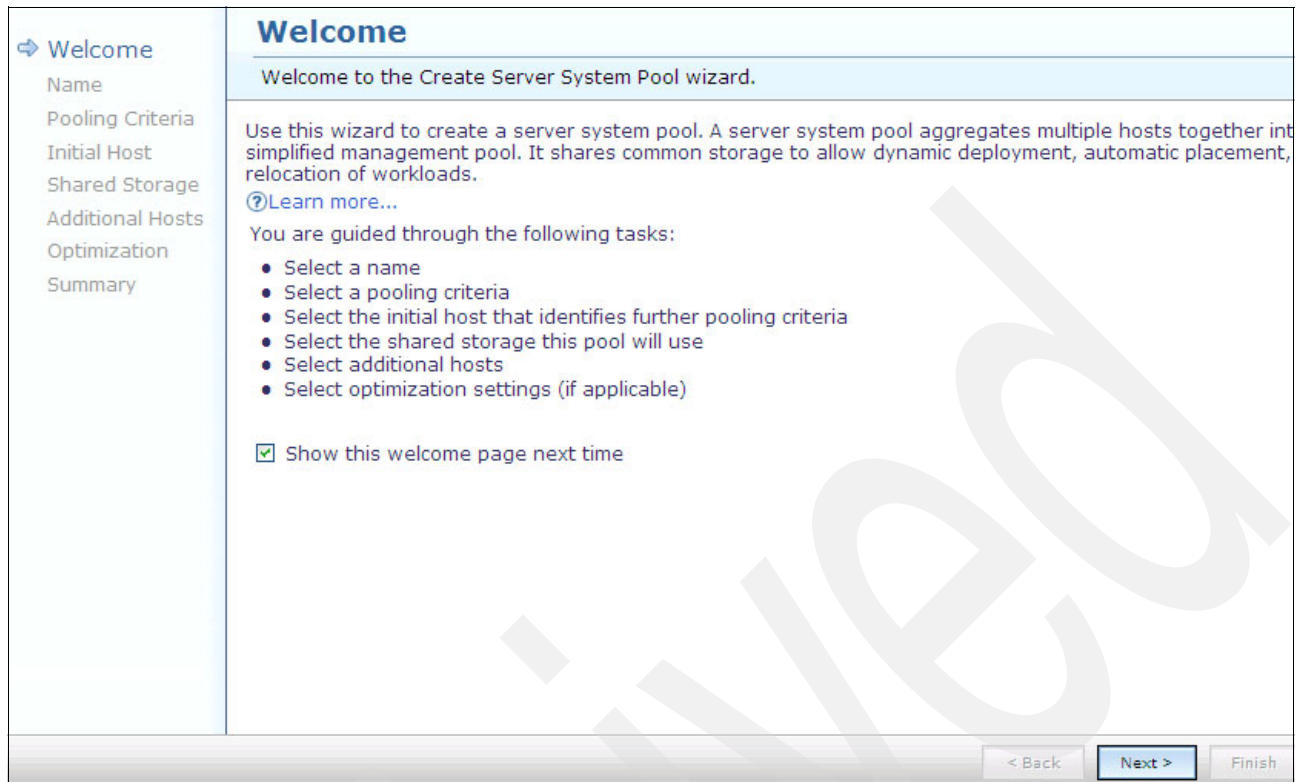 Welcome
Name
Pooling Criteria
Initial Host
Shared Storage
Additional Hosts
Optimization
Summary
Welcome
Welcome to the Create Server System Pool wizard.
Use this wizard to create a server system pool. A server system pool aggregates multiple hosts together int
simplified management pool. It shares common storage to allow dynamic deployment, automatic placement,
relocation of workloads.
?Learn more...
You are guided through the following tasks:
• Select a name
• Select a pooling criteria
• Select the initial host that identifies further pooling criteria
• Select the shared storage this pool will use
• Select additional hosts
• Select optimization settings (if applicable)
Show this welcome page next time
< Back Next > Finish
ived